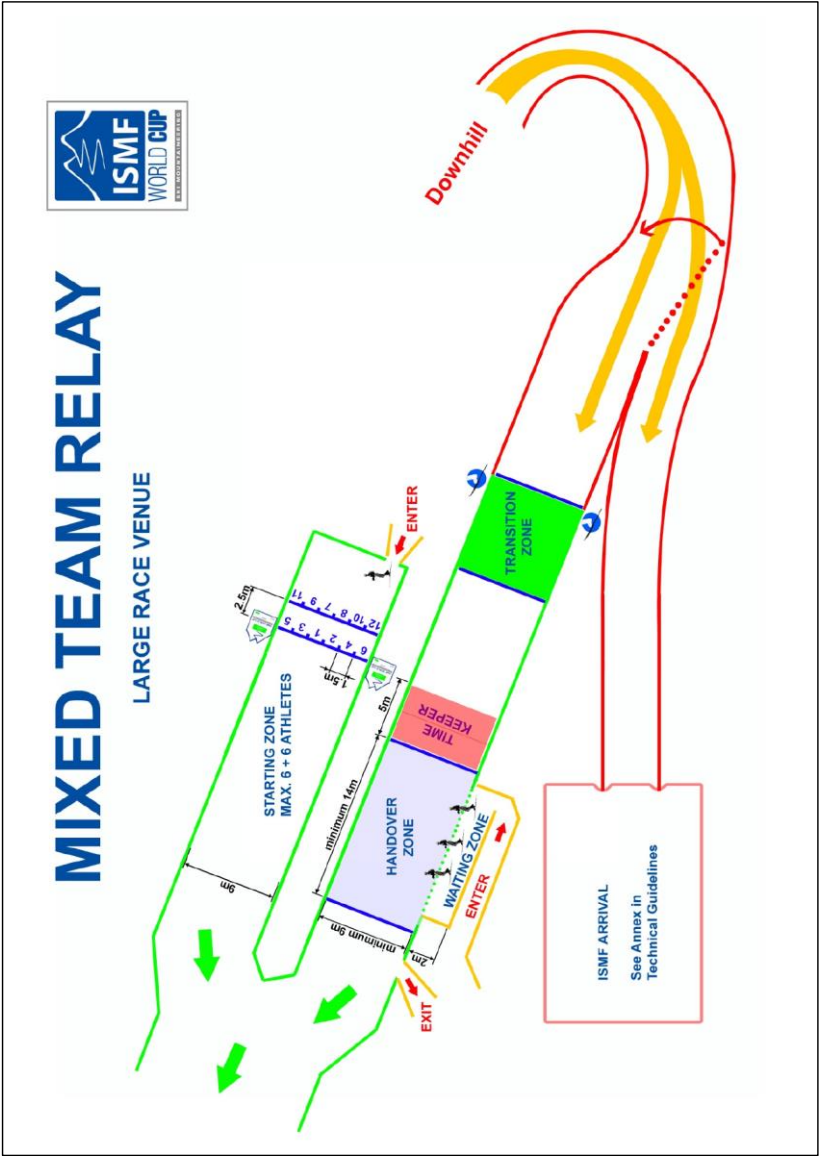 MIXED TEAM RELAY
LARGE RACE VENUE
ISMF
WORLD CUP
SKI MOUNTAINEERING
Downhill
2.5m
5 3 1 2 4 6
11 9 7 8 10 12
1.5m
ENTER
STARTING ZONE
MAX. 6 + 6 ATHLETES
9m
TRANSITION
ZONE
5m
TIME
KEEPER
minimum 14m
HANDOVER
ZONE
minimum 9m
2m
WAITING ZONE
ENTER
EXIT
ISMF ARRIVAL
See Annex in
Technical Guidelines